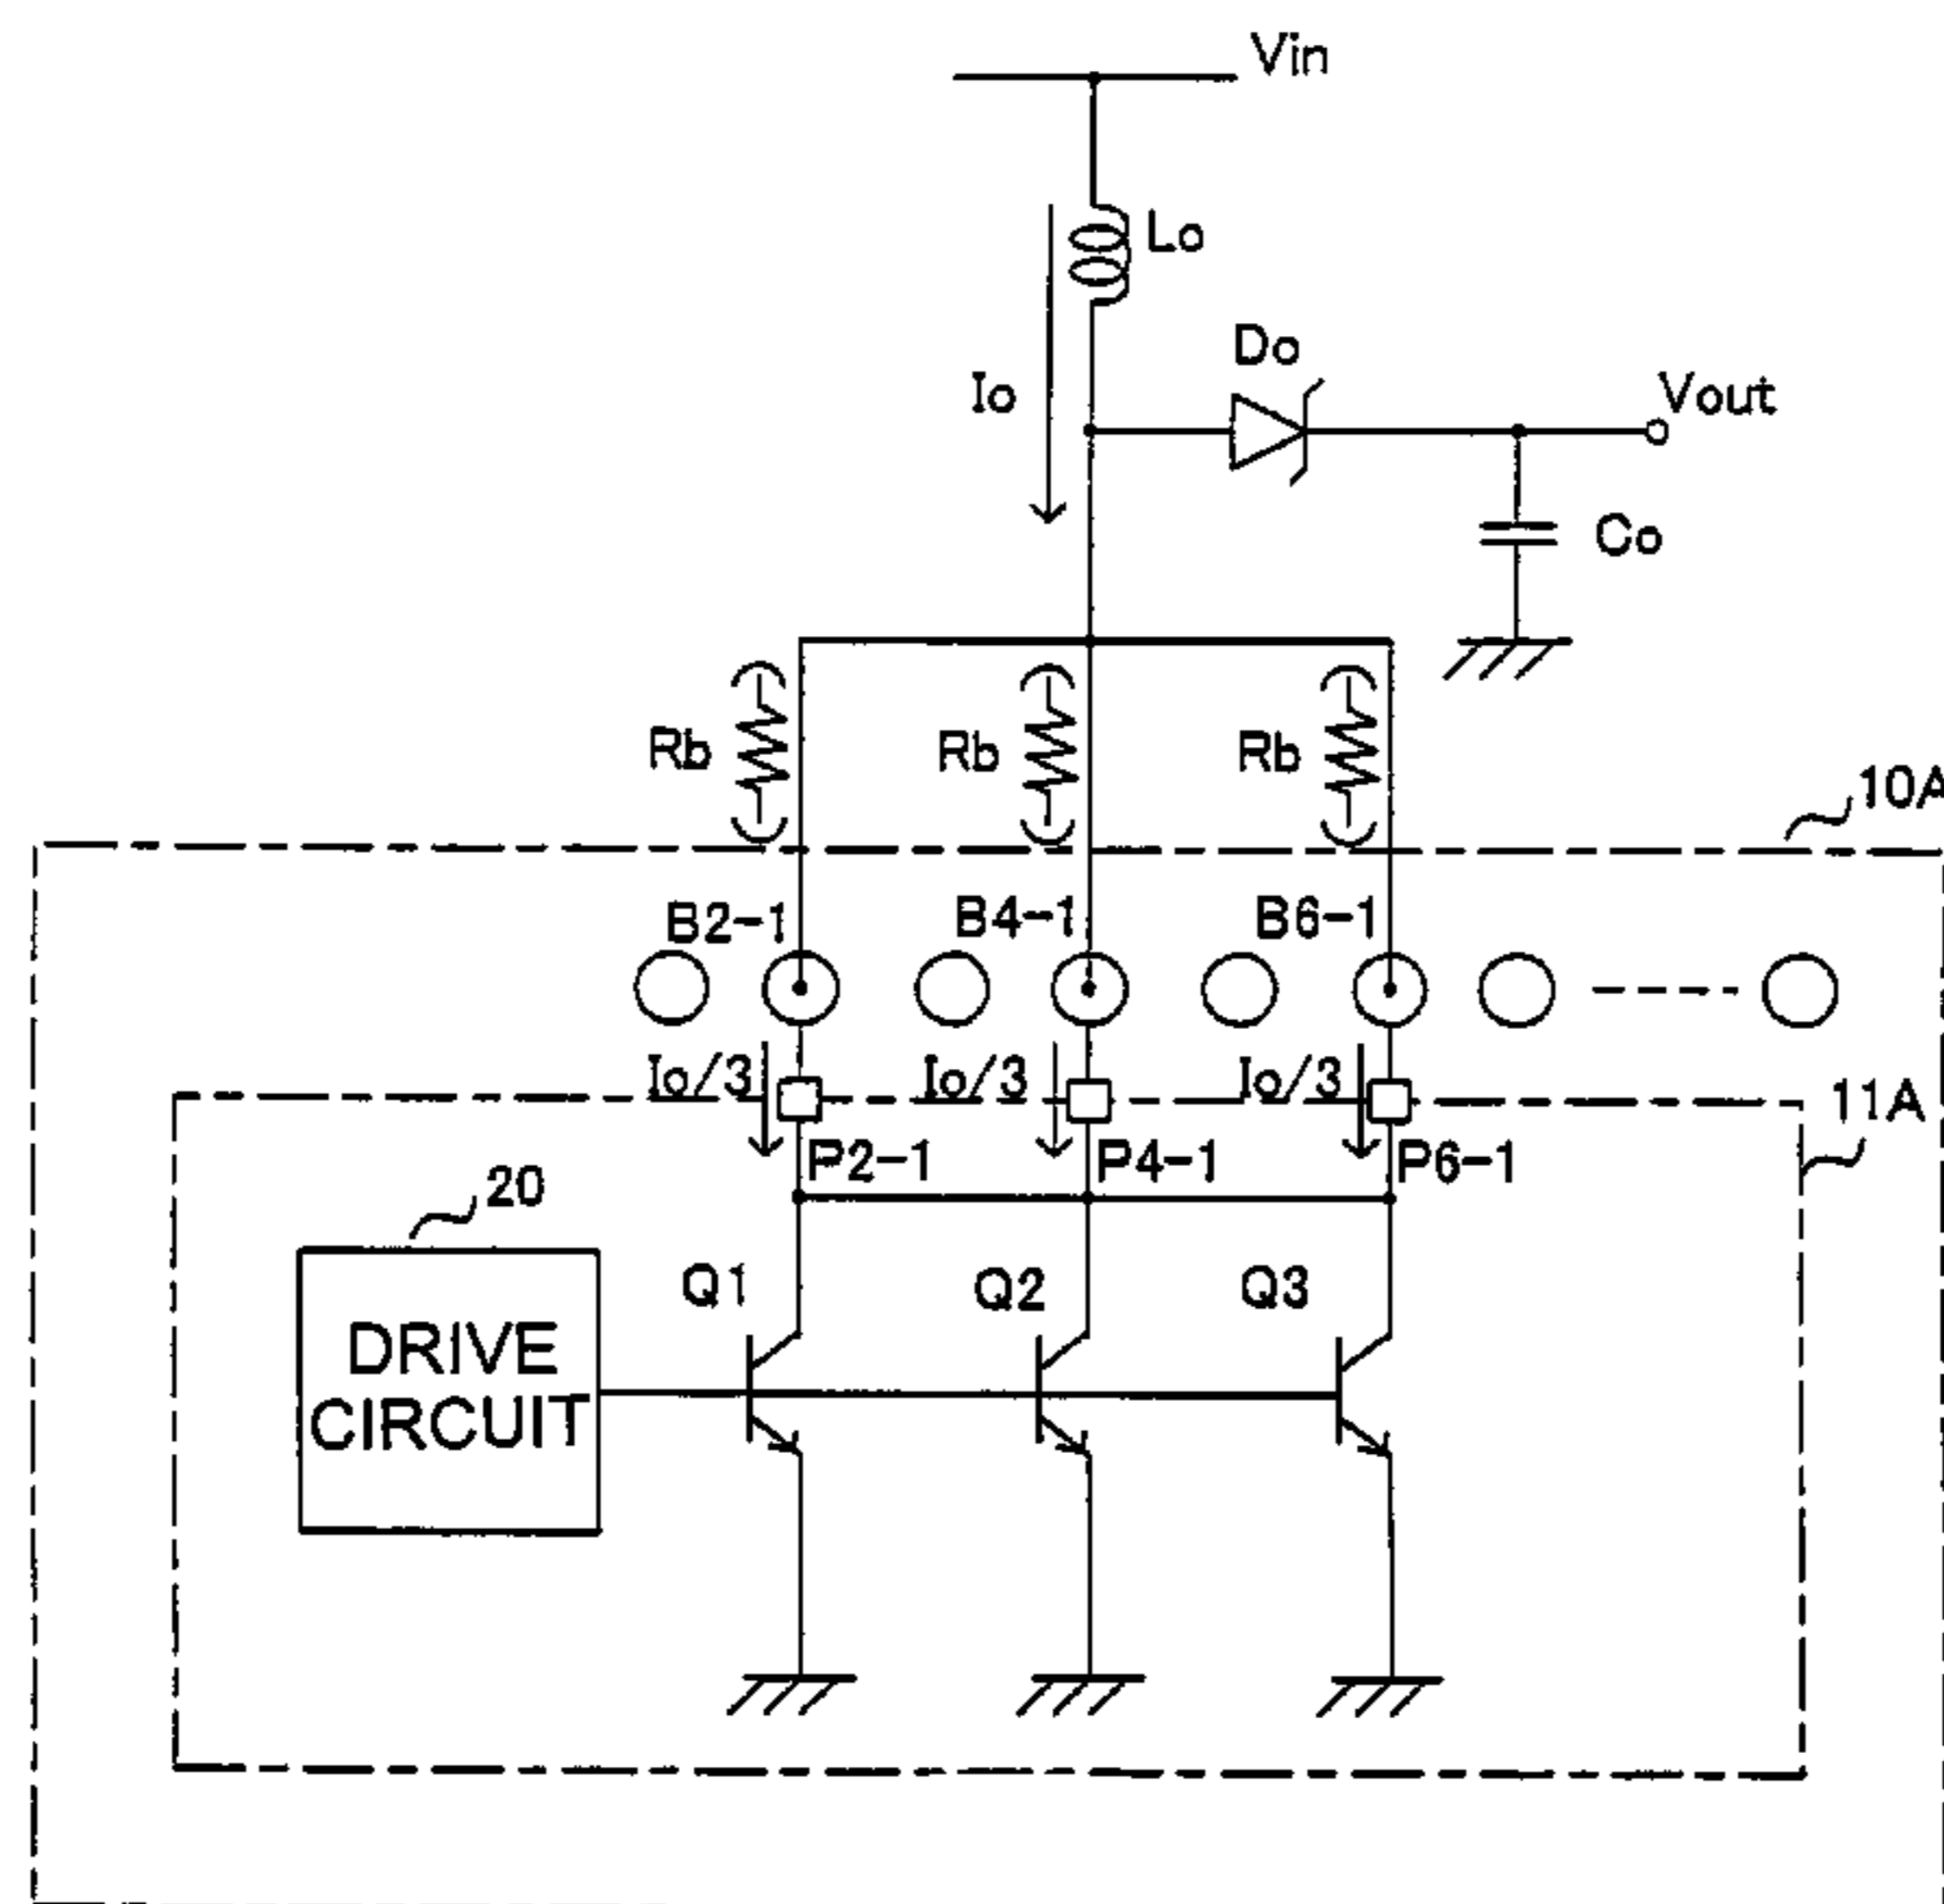 Vin
Lo
Do
Io
Vout
Co
Rb
Rb
Rb
10A
B2-1
B4-1
B6-1
Io/3
Io/3
Io/3
11A
P2-1
P4-1
P6-1
20
Q1
Q2
Q3
DRIVE
CIRCUIT